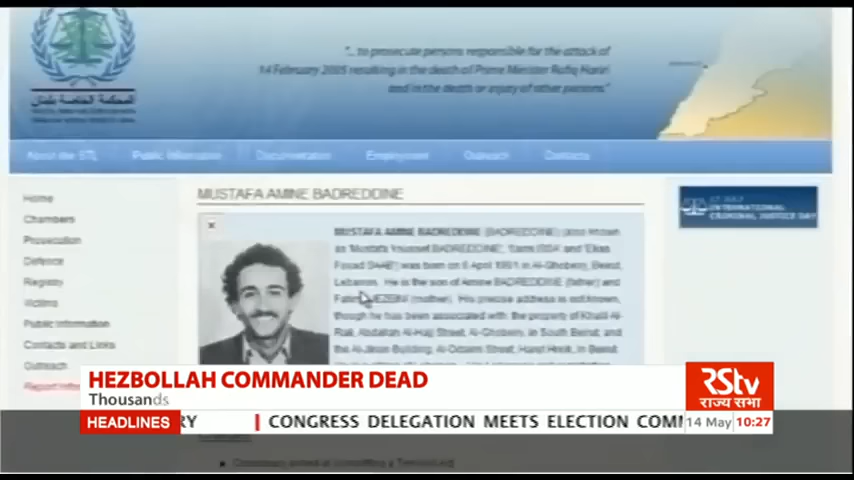 "... to prosecute persons responsible for the attack of
14 February 2005 resulting in the death of Prime Minister Rafiq Hariri
and in the death or injury of other persons."
المحكمة الخاصة بلبنان
About the STL Public Information Documentation Employment Outreach Contacts
Home
Chambers
Prosecution
Defence
Registry
Victims
Public Information
Contacts and Links
Outreach
MUSTAFA AMINE BADREDDINE
x
MUSTAFA AMINE BADREDDINE (BADREDDINE) (also known
as 'Mustafa Youssef BADREDDINE', 'Sami ISSA' and 'Elias
Fouad SAAB') was born on 6 April 1961 in Al-Ghobeiry, Beirut,
Lebanon. He is the son of Amine BADREDDINE (father) and
(mother). His precise address is not known,
though he has been associated with the property of Khalil Al-
Abdallah Al-Hajj Street, Al-Ghobeiry, in South Beirut; and
the Building, Street, Haret Hreik, in Beirut
17 JULY
INTERNATIONAL
CRIMINAL JUSTICE DAY
HEZBOLLAH COMMANDER DEAD
Thousands
RSTV
राज्य सभा
HEADLINES RY CONGRESS DELEGATION MEETS ELECTION COMM 14 May 10:27